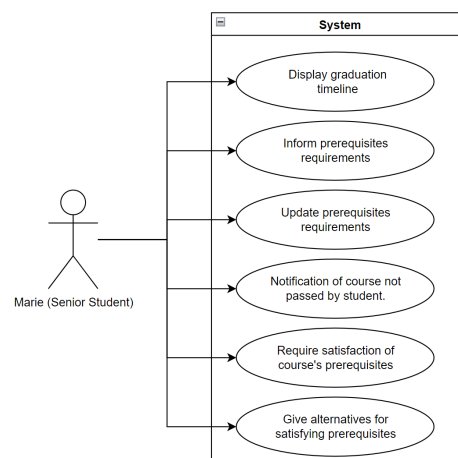 System
Display graduation
timeline
Inform prerequisites
requirements
Update prerequisites
requirements
Notification of course not
passed by student.
Marie (Senior Student)
Require satisfaction of
course's prerequisites
Give alternatives for
satisfying prerequisites